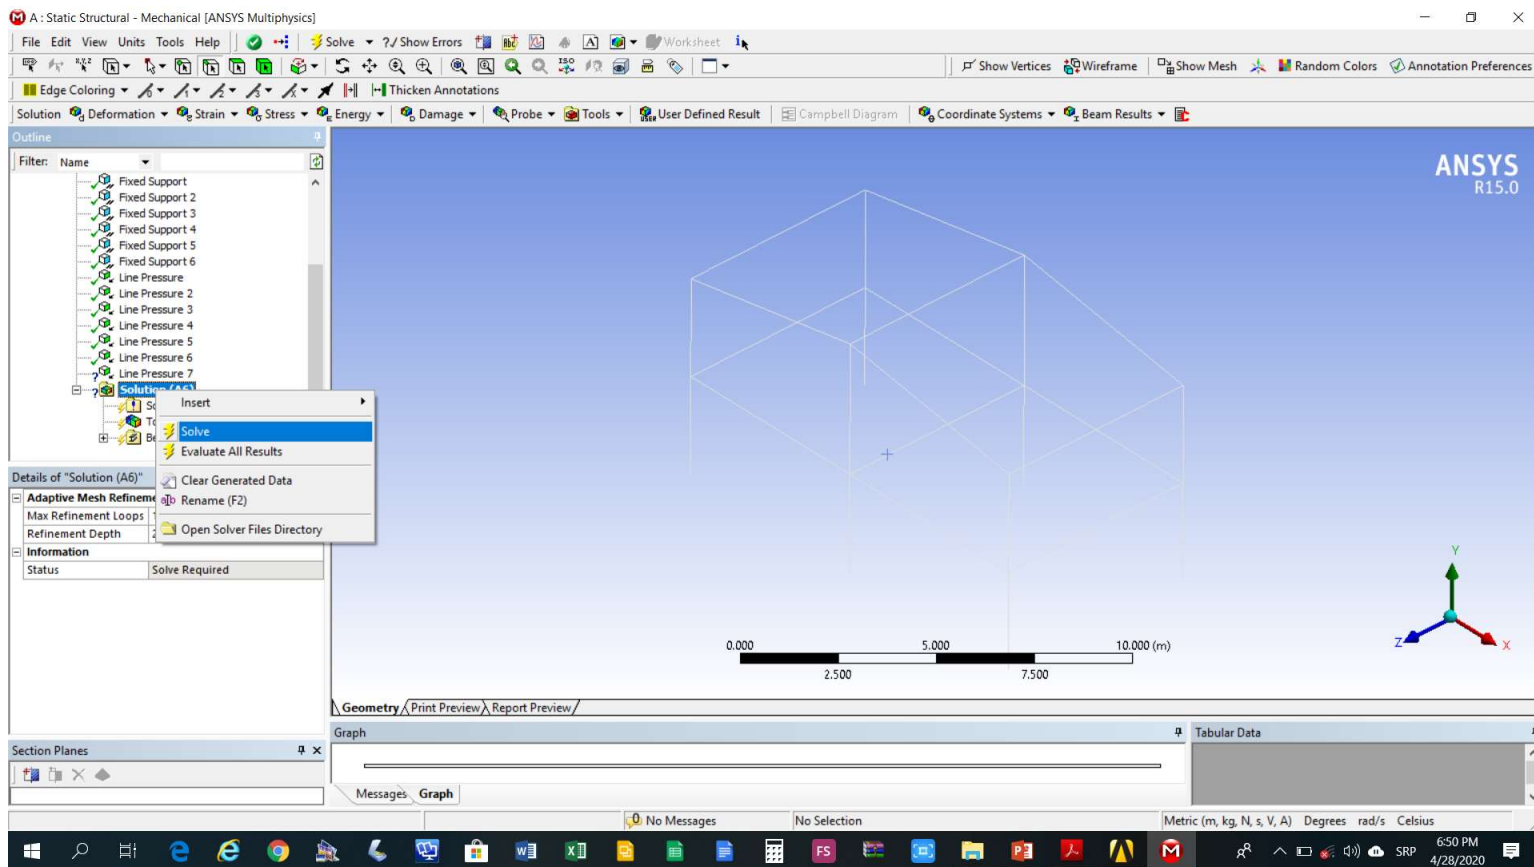 A : Static Structural - Mechanical [ANSYS Multiphysics]
File Edit View Units Tools Help Solve ?./ Show Errors Worksheet
Show Vertices Wireframe Show Mesh Random Colors Annotation Preferences
Edge Coloring Thicken Annotations
Solution Deformation Strain Stress Energy Damage Probe Tools User Defined Result Campbell Diagram Coordinate Systems Beam Results
Outline
Filter: Name
Fixed Support
Fixed Support 2
Fixed Support 3
Fixed Support 4
Fixed Support 5
Fixed Support 6
Line Pressure
Line Pressure 2
Line Pressure 3
Line Pressure 4
Line Pressure 5
Line Pressure 6
Line Pressure 7
Solution (A6)
Insert
Solve
Evaluate All Results
Clear Generated Data
Rename (F2)
Open Solver Files Directory
Details of "Solution (A6)"
Adaptive Mesh Refineme
Max Refinement Loops
Refinement Depth
Information
Status Solve Required
Section Planes
ANSYS
R15.0
0.000 5.000 10.000 (m)
2.500 7.500
Y
Z
X
Geometry Print Preview Report Preview
Graph
Tabular Data
Messages Graph
No Messages No Selection Metric (m, kg, N, s, V, A) Degrees rad/s Celsius
SRP
6:50 PM
4/28/2020